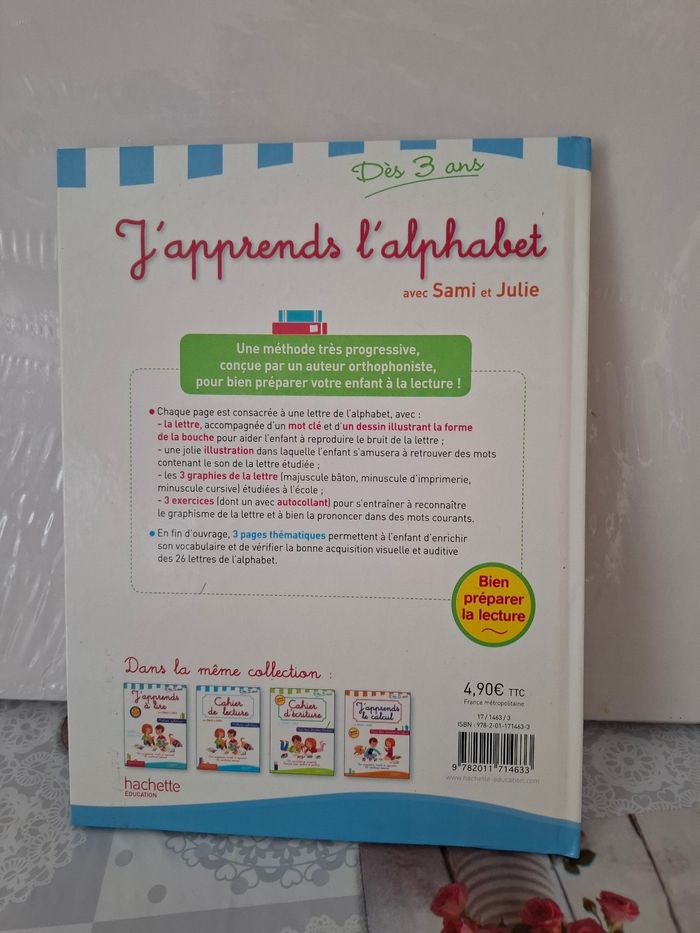 Dès 3 ans
J'apprends l'alphabet
avec Sami et Julie
Une méthode très progressive,
conçue par un auteur orthophoniste,
pour bien préparer votre enfant à la lecture !
• Chaque page est consacrée à une lettre de l'alphabet, avec :
- la lettre, accompagnée d'un mot clé et d'un dessin illustrant la forme
de la bouche pour aider l'enfant à reproduire le bruit de la lettre ;
- une jolie illustration dans laquelle l'enfant s'amusera à retrouver des mots
contenant le son de la lettre étudiée ;
- les 3 graphies de la lettre (majuscule bâton, minuscule d'imprimerie,
minuscule cursive) étudiées à l'école ;
- 3 exercices (dont un avec autocollant) pour s'entraîner à reconnaître
le graphisme de la lettre et à bien la prononcer dans des mots courants.
• En fin d'ouvrage, 3 pages thématiques permettent à l'enfant d'enrichir
son vocabulaire et de vérifier la bonne acquisition visuelle et auditive
des 26 lettres de l'alphabet.
Bien
préparer
la lecture
Dans la même collection :
J'apprends
à lire
Cahier
de lecture
Cahier
d'écriture
J'apprends
le calcul
4,90€ TTC
France métropolitaine
17 / 1463 / 3
ISBN : 978-2-01-171463-3
9 782011 714633
www.hachette-education.com
hachette
ÉDUCATION